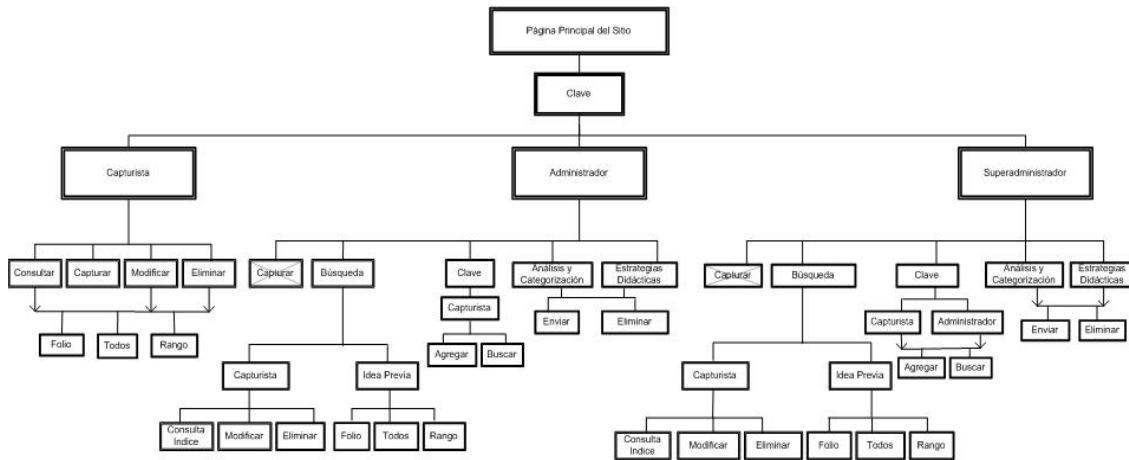 Página Principal del Sitio
Clave
Capturista
Administrador
Superadministrador
Consultar
Capturar
Modificar
Eliminar
Folio
Todos
Rango
Capturar
Búsqueda
Clave
Análisis y
Categorización
Estrategias
Didácticas
Capturista
Enviar
Eliminar
Agregar
Buscar
Capturista
Idea Previa
Consulta
Indice
Modificar
Eliminar
Folio
Todos
Rango
Capturar
Búsqueda
Clave
Análisis y
Categorización
Estrategias
Didácticas
Capturista
Administrador
Enviar
Eliminar
Agregar
Buscar
Capturista
Idea Previa
Consulta
Indice
Modificar
Eliminar
Folio
Todos
Rango